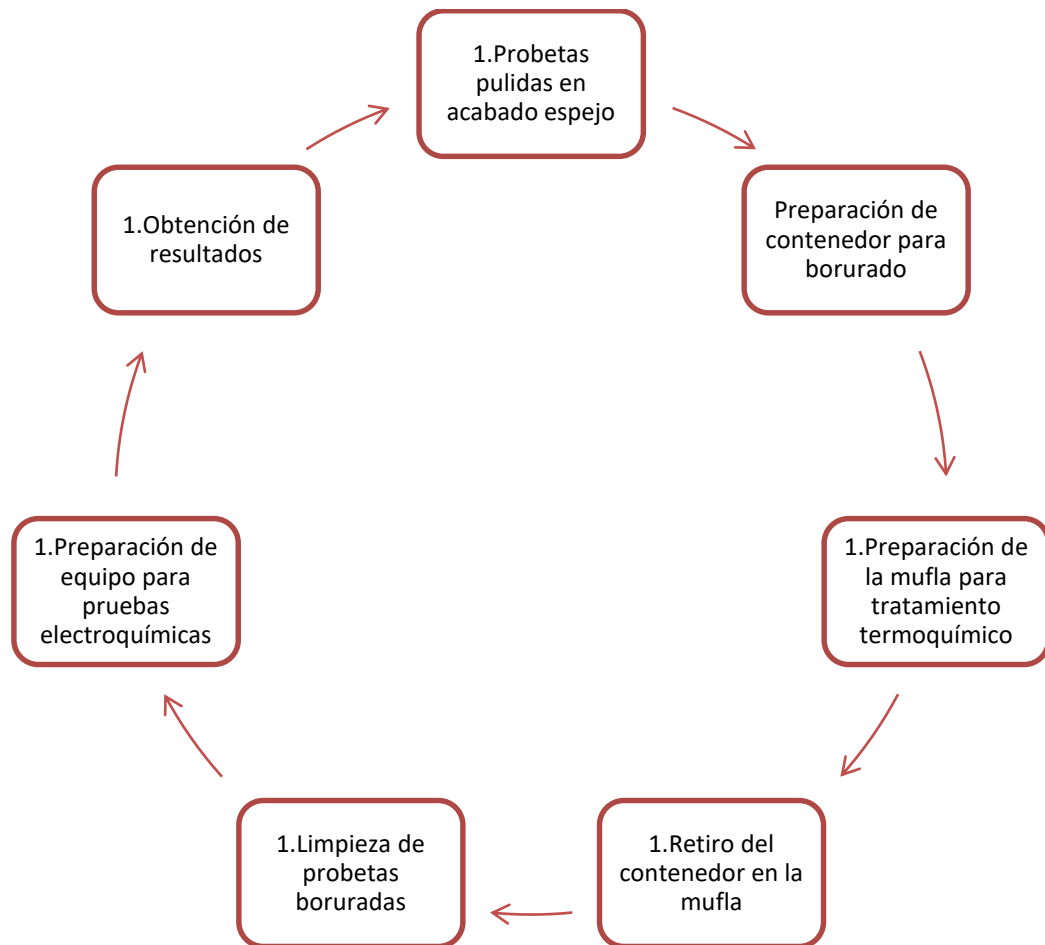 1.Probetas
pulidas en
acabado espejo
Preparación de
contenedor para
borurado
1.Preparación de
la mufla para
tratamiento
termoquímico
1.Retiro del
contenedor en la
mufla
1.Limpieza de
probetas
boruradas
1.Preparación de
equipo para
pruebas
electroquímicas
1.Obtención de
resultados